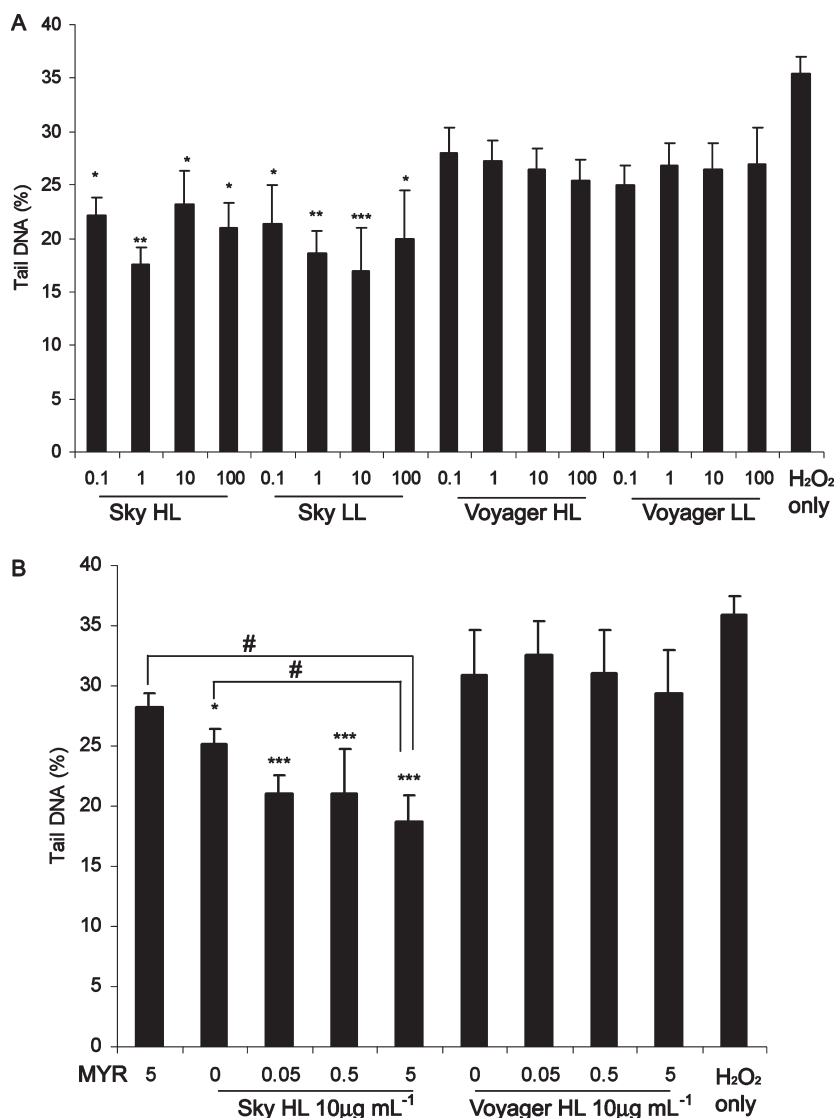 A
40
35
30
25
20
15
10
5
0
Tail DNA (%)
* ** * * * ** *** *
0.1 1 10 100 0.1 1 10 100 0.1 1 10 100 0.1 1 10 100 H₂O₂ only
Sky HL Sky LL Voyager HL Voyager LL
B
40
35
30
25
20
15
10
5
0
Tail DNA (%)
#
#
* *** *** ***
MYR 5 0 0.05 0.5 5 0 0.05 0.5 5 H₂O₂ only
Sky HL 10µg mL⁻¹ Voyager HL 10µg mL⁻¹